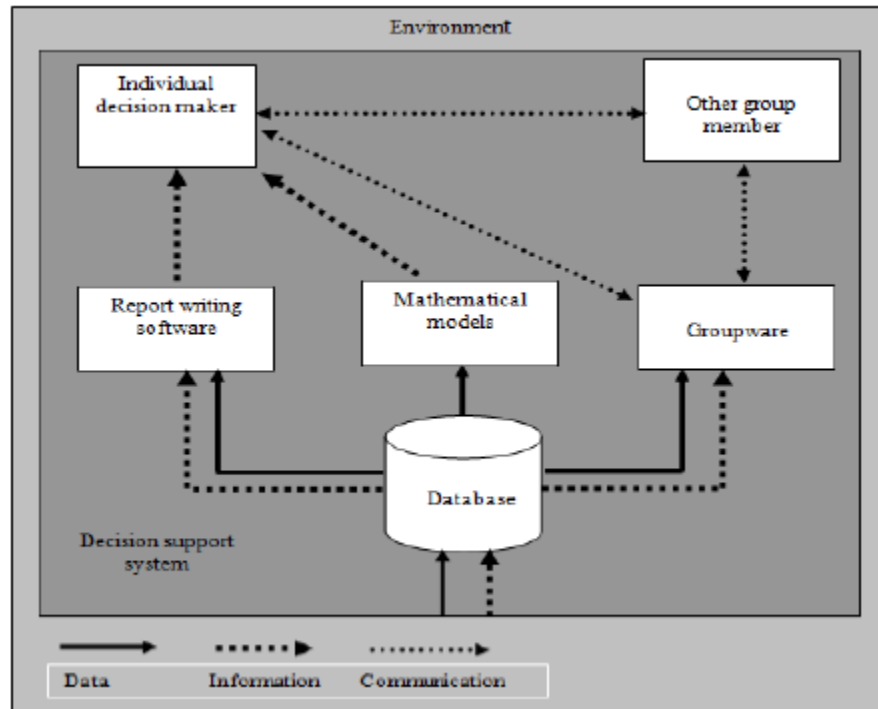 Environment
Individual
decision maker
Other group
member
Report writing
software
Mathematical
models
Groupware
Database
Decision support
system
Data Information Communication